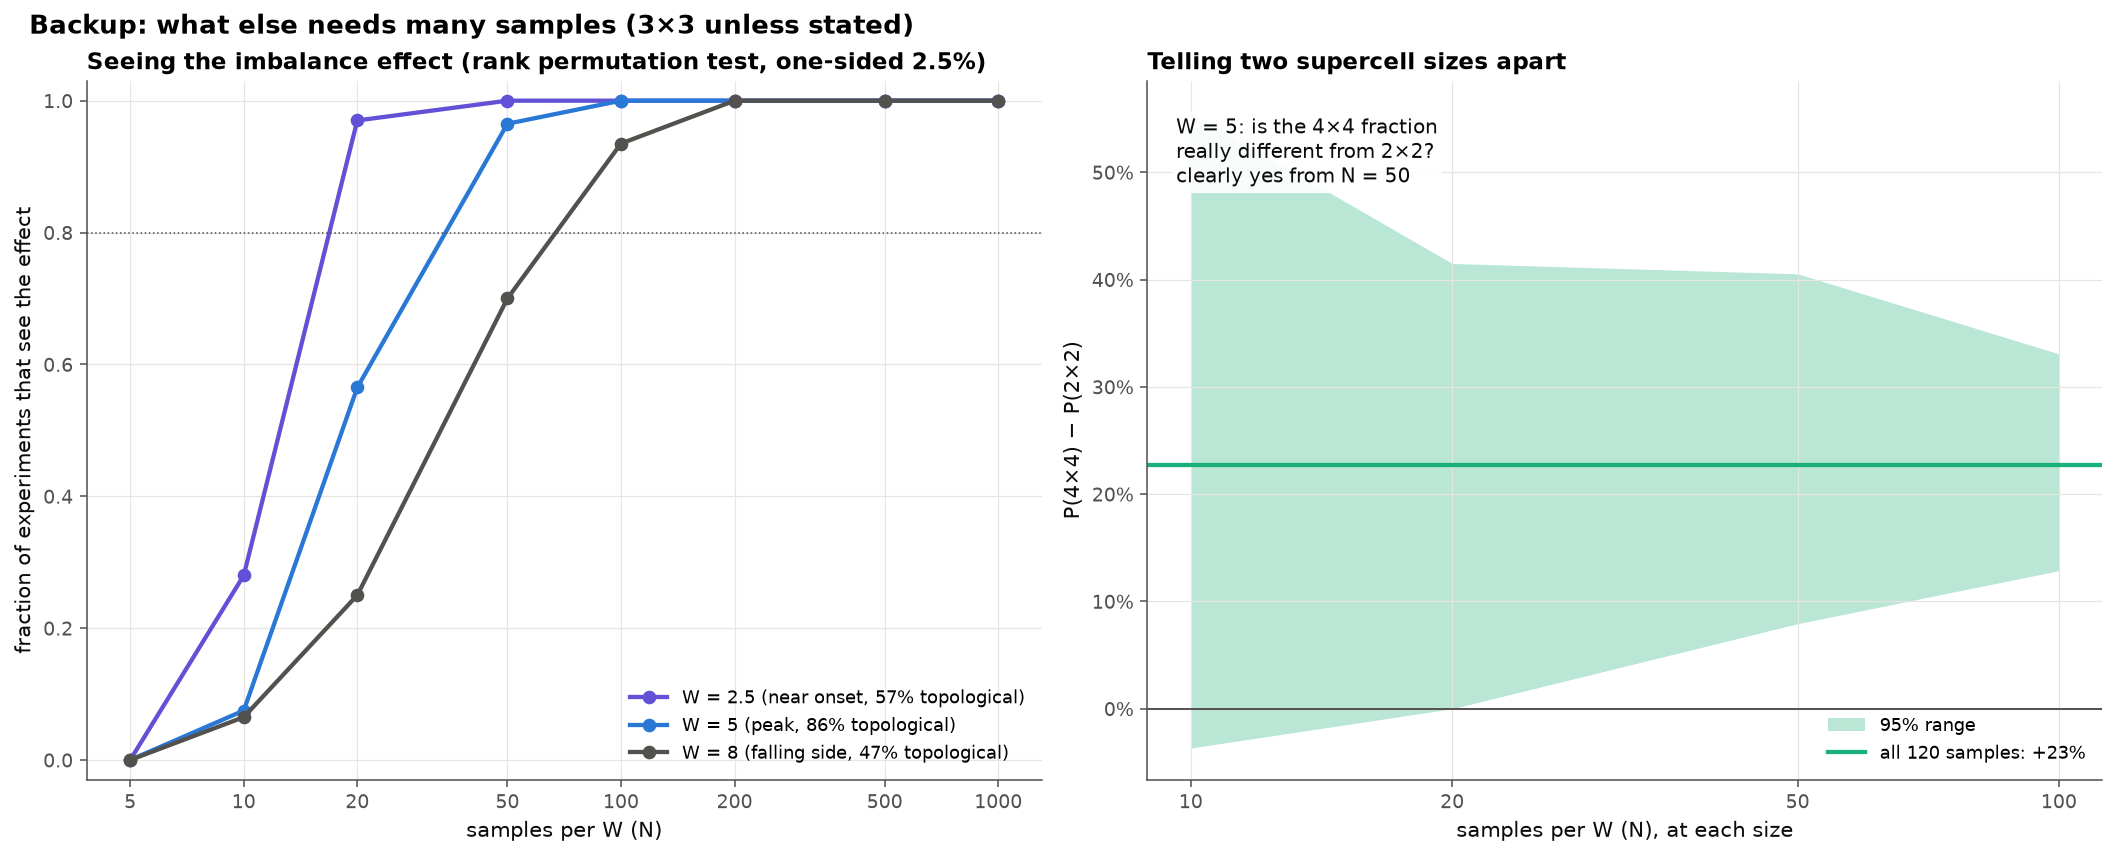 Backup: what else needs many samples (3×3 unless stated)
Seeing the imbalance effect (rank permutation test, one-sided 2.5%)
fraction of experiments that see the effect
1.0
0.8
0.6
0.4
0.2
0.0
W = 2.5 (near onset, 57% topological)
W = 5 (peak, 86% topological)
W = 8 (falling side, 47% topological)
5 10 20 50 100 200 500 1000
samples per W (N)
Telling two supercell sizes apart
P(4×4) − P(2×2)
W = 5: is the 4×4 fraction
really different from 2×2?
clearly yes from N = 50
50%
40%
30%
20%
10%
0%
95% range
all 120 samples: +23%
10 20 50 100
samples per W (N), at each size